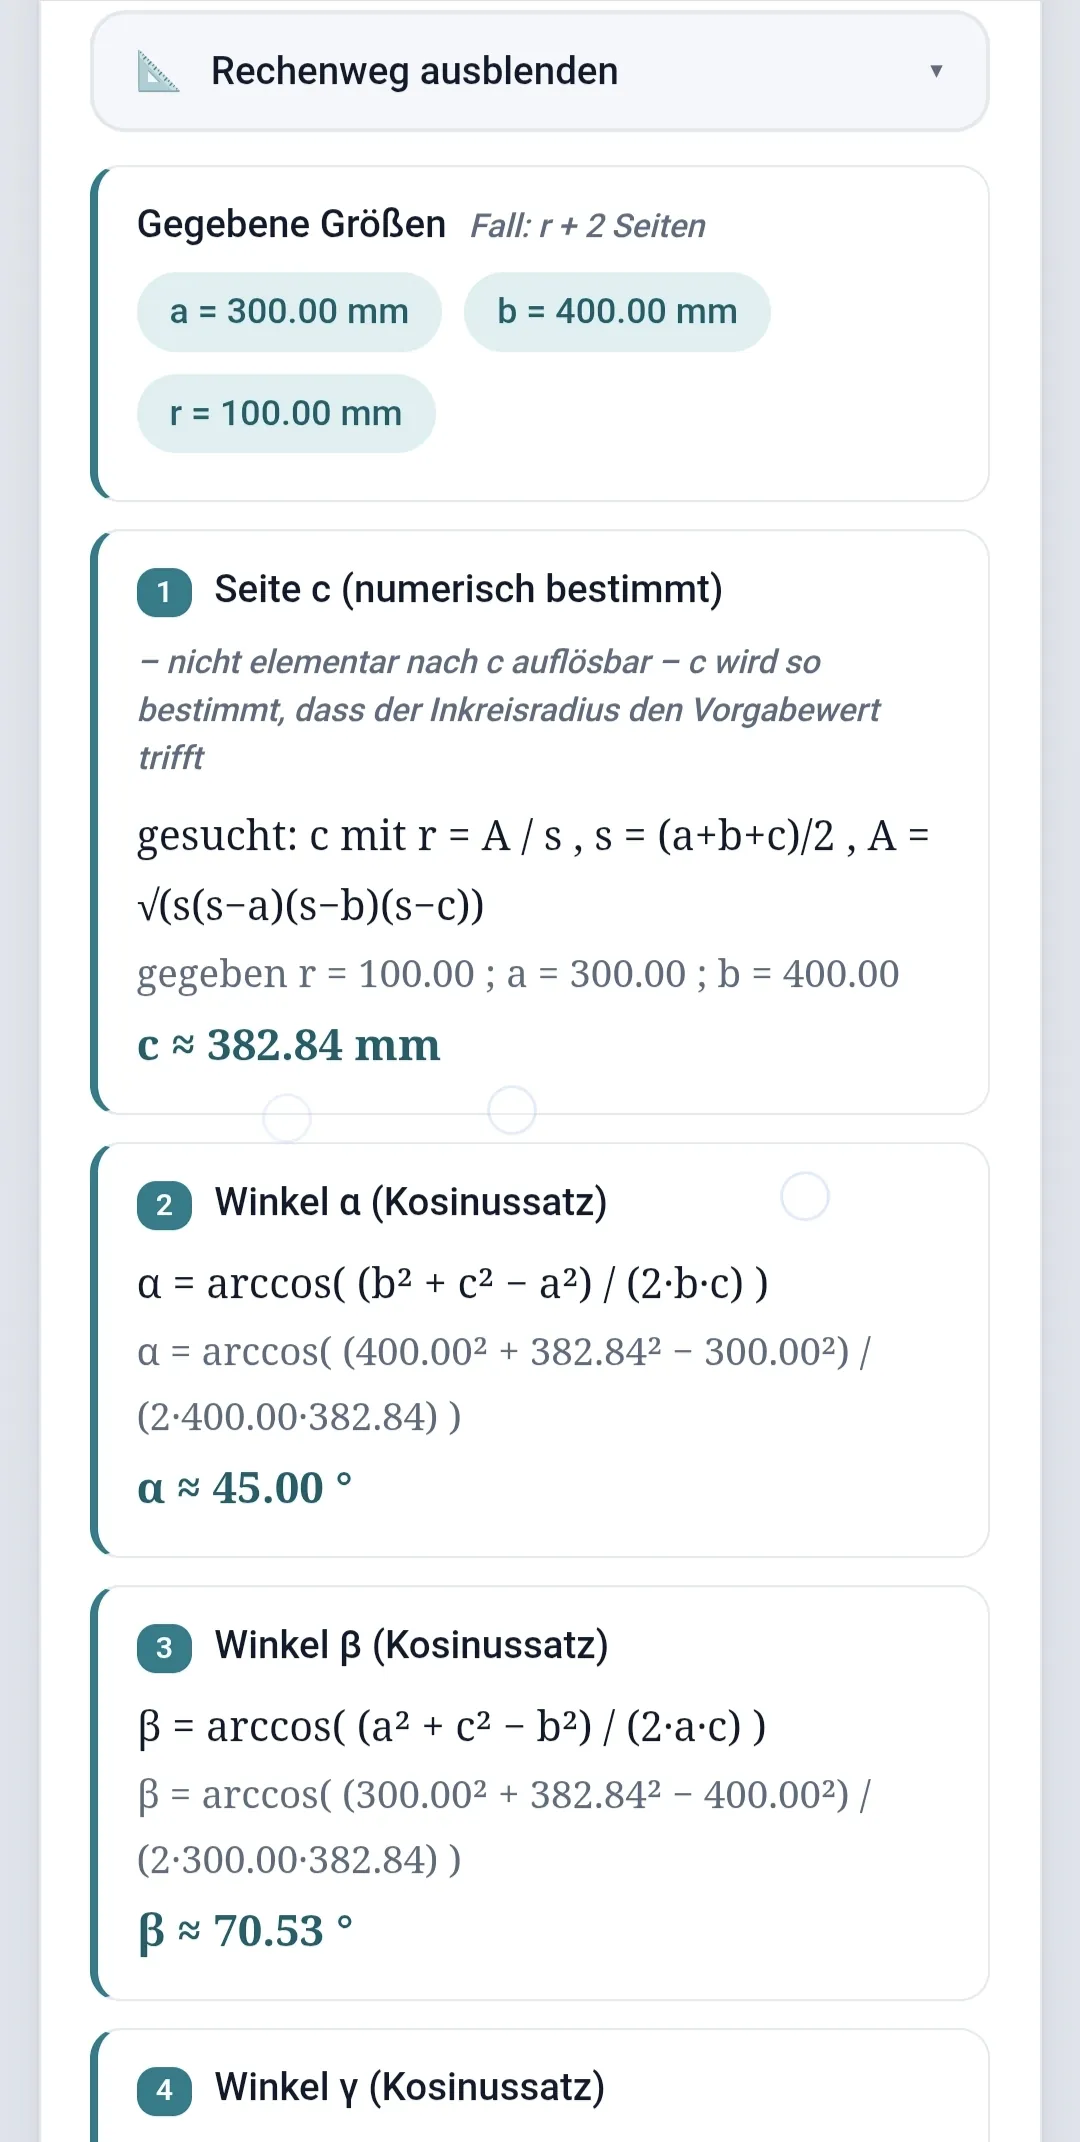 Rechenweg ausblenden
Gegebene Größen Fall: r + 2 Seiten
a = 300.00 mm b = 400.00 mm
r = 100.00 mm
1 Seite c (numerisch bestimmt)
– nicht elementar nach c auflösbar – c wird so
bestimmt, dass der Inkreisradius den Vorgabewert
trifft
gesucht: c mit r = A / s , s = (a+b+c)/2 , A =
√(s(s−a)(s−b)(s−c))
gegeben r = 100.00 ; a = 300.00 ; b = 400.00
c ≈ 382.84 mm
2 Winkel α (Kosinussatz)
α = arccos( (b² + c² − a²) / (2·b·c) )
α = arccos( (400.00² + 382.84² − 300.00²) /
(2·400.00·382.84) )
α ≈ 45.00 °
3 Winkel β (Kosinussatz)
β = arccos( (a² + c² − b²) / (2·a·c) )
β = arccos( (300.00² + 382.84² − 400.00²) /
(2·300.00·382.84) )
β ≈ 70.53 °
4 Winkel γ (Kosinussatz)